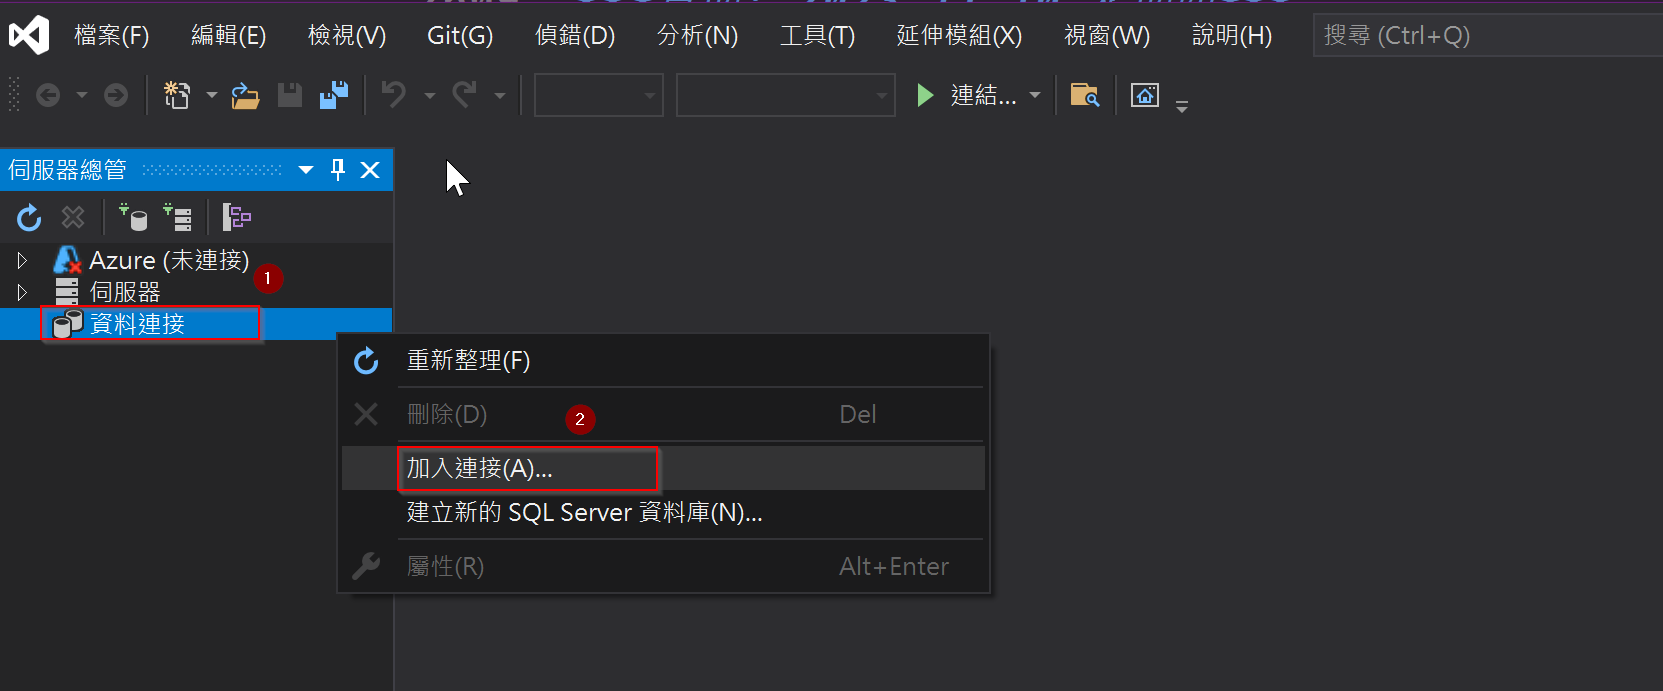 檔案(F) 編輯(E) 檢視(V) Git(G) 偵錯(D) 分析(N) 工具(T) 延伸模組(X) 視窗(W) 說明(H) 搜尋 (Ctrl+Q)
連結...
伺服器總管
Azure (未連接)
1
伺服器
資料連接
重新整理(F)
刪除(D) Del
2
加入連接(A)...
建立新的 SQL Server 資料庫(N)...
屬性(R) Alt+Enter